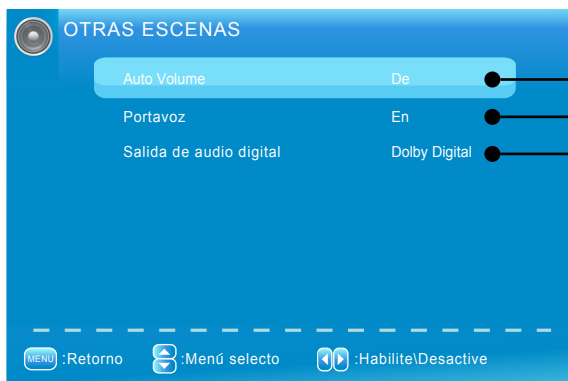 OTRAS ESCENAS
Auto Volume De
Portavoz En
Salida de audio digital Dolby Digital
MENU :Retorno :Menú selecto :Habilite\Desactive